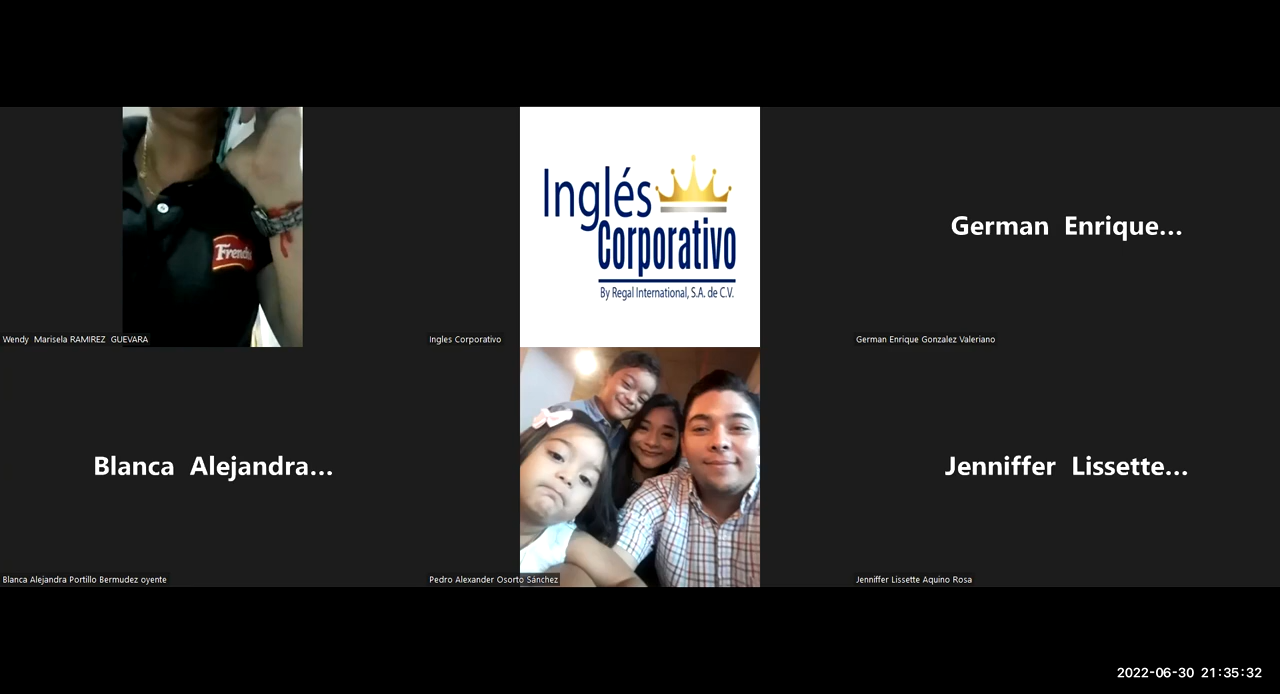 Inglés
Corporativo
By Regal International, S.A. de C.V.
German Enrique...
Wendy Marisela RAMIREZ GUEVARA
Ingles Corporativo
German Enrique Gonzalez Valeriano
Blanca Alejandra...
Jenniffer Lissette...
Blanca Alejandra Portillo Bermudez oyente
Pedro Alexander Osorto Sánchez
Jenniffer Lissette Aquino Rosa
2022-06-30 21:35:32